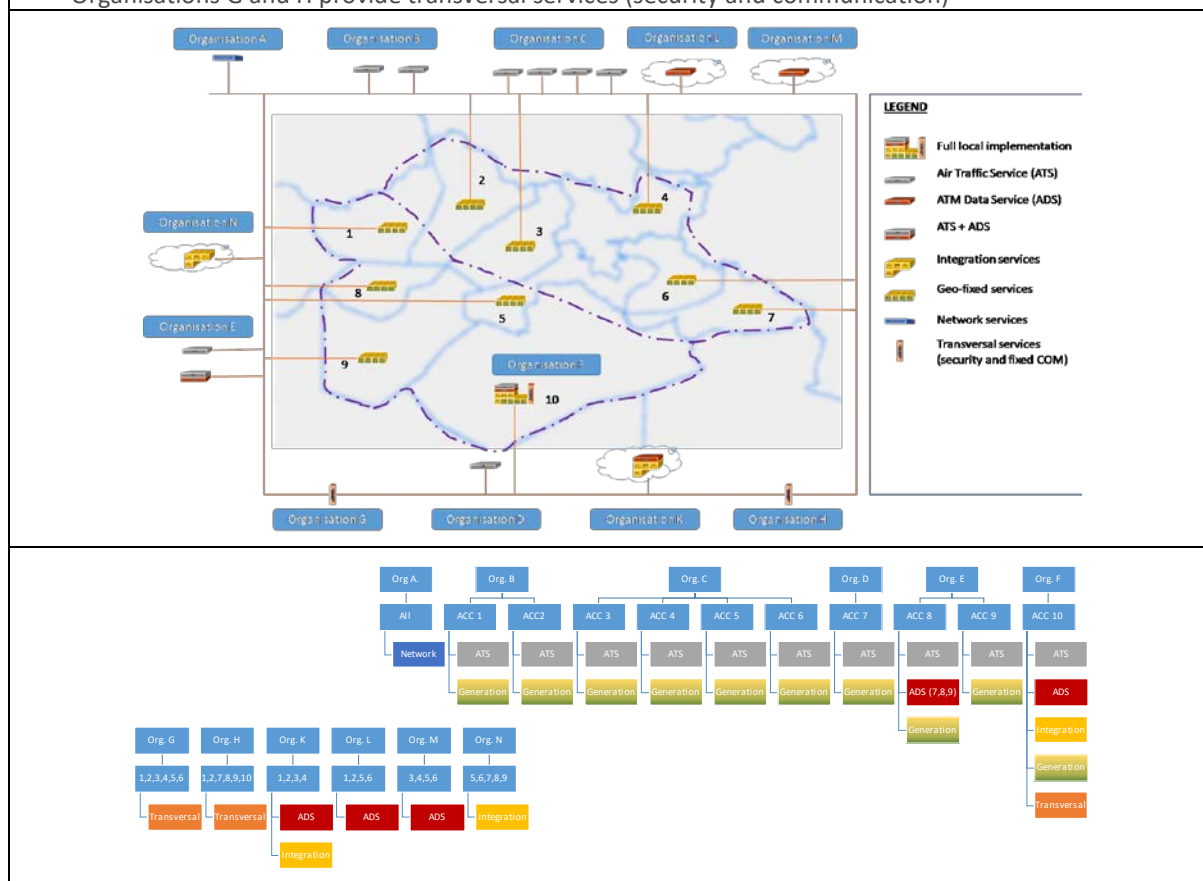 Organisations G and H provide transversal services (security and communication)
Organisation A
Organisation B
Organisation C
Organisation L
Organisation M
LEGEND
Full local implementation
Air Traffic Service (ATS)
ATM Data Service (ADS)
ATS + ADS
Integration services
Geo-fixed services
Network services
Transversal services
(security and fixed COM)
2
4
Organisation N
1
3
8
6
5
7
Organisation E
9
Organisation F
10
Organisation G
Organisation D
Organisation K
Organisation H
Org A.
Org. B
Org. C
Org. D
Org. E
Org. F
All
ACC 1
ACC2
ACC 3
ACC 4
ACC 5
ACC 6
ACC 7
ACC 8
ACC 9
ACC 10
Network
ATS
ATS
ATS
ATS
ATS
ATS
ATS
ATS
ATS
ATS
Generation
Generation
Generation
Generation
Generation
Generation
Generation
ADS (7,8,9)
Generation
ADS
Generation
Integration
Generation
Transversal
Org. G
Org. H
Org. K
Org. L
Org. M
Org. N
1,2,3,4,5,6
1,2,7,8,9,10
1,2,3,4
1,2,5,6
3,4,5,6
5,6,7,8,9
Transversal
Transversal
ADS
ADS
ADS
Integration
Integration